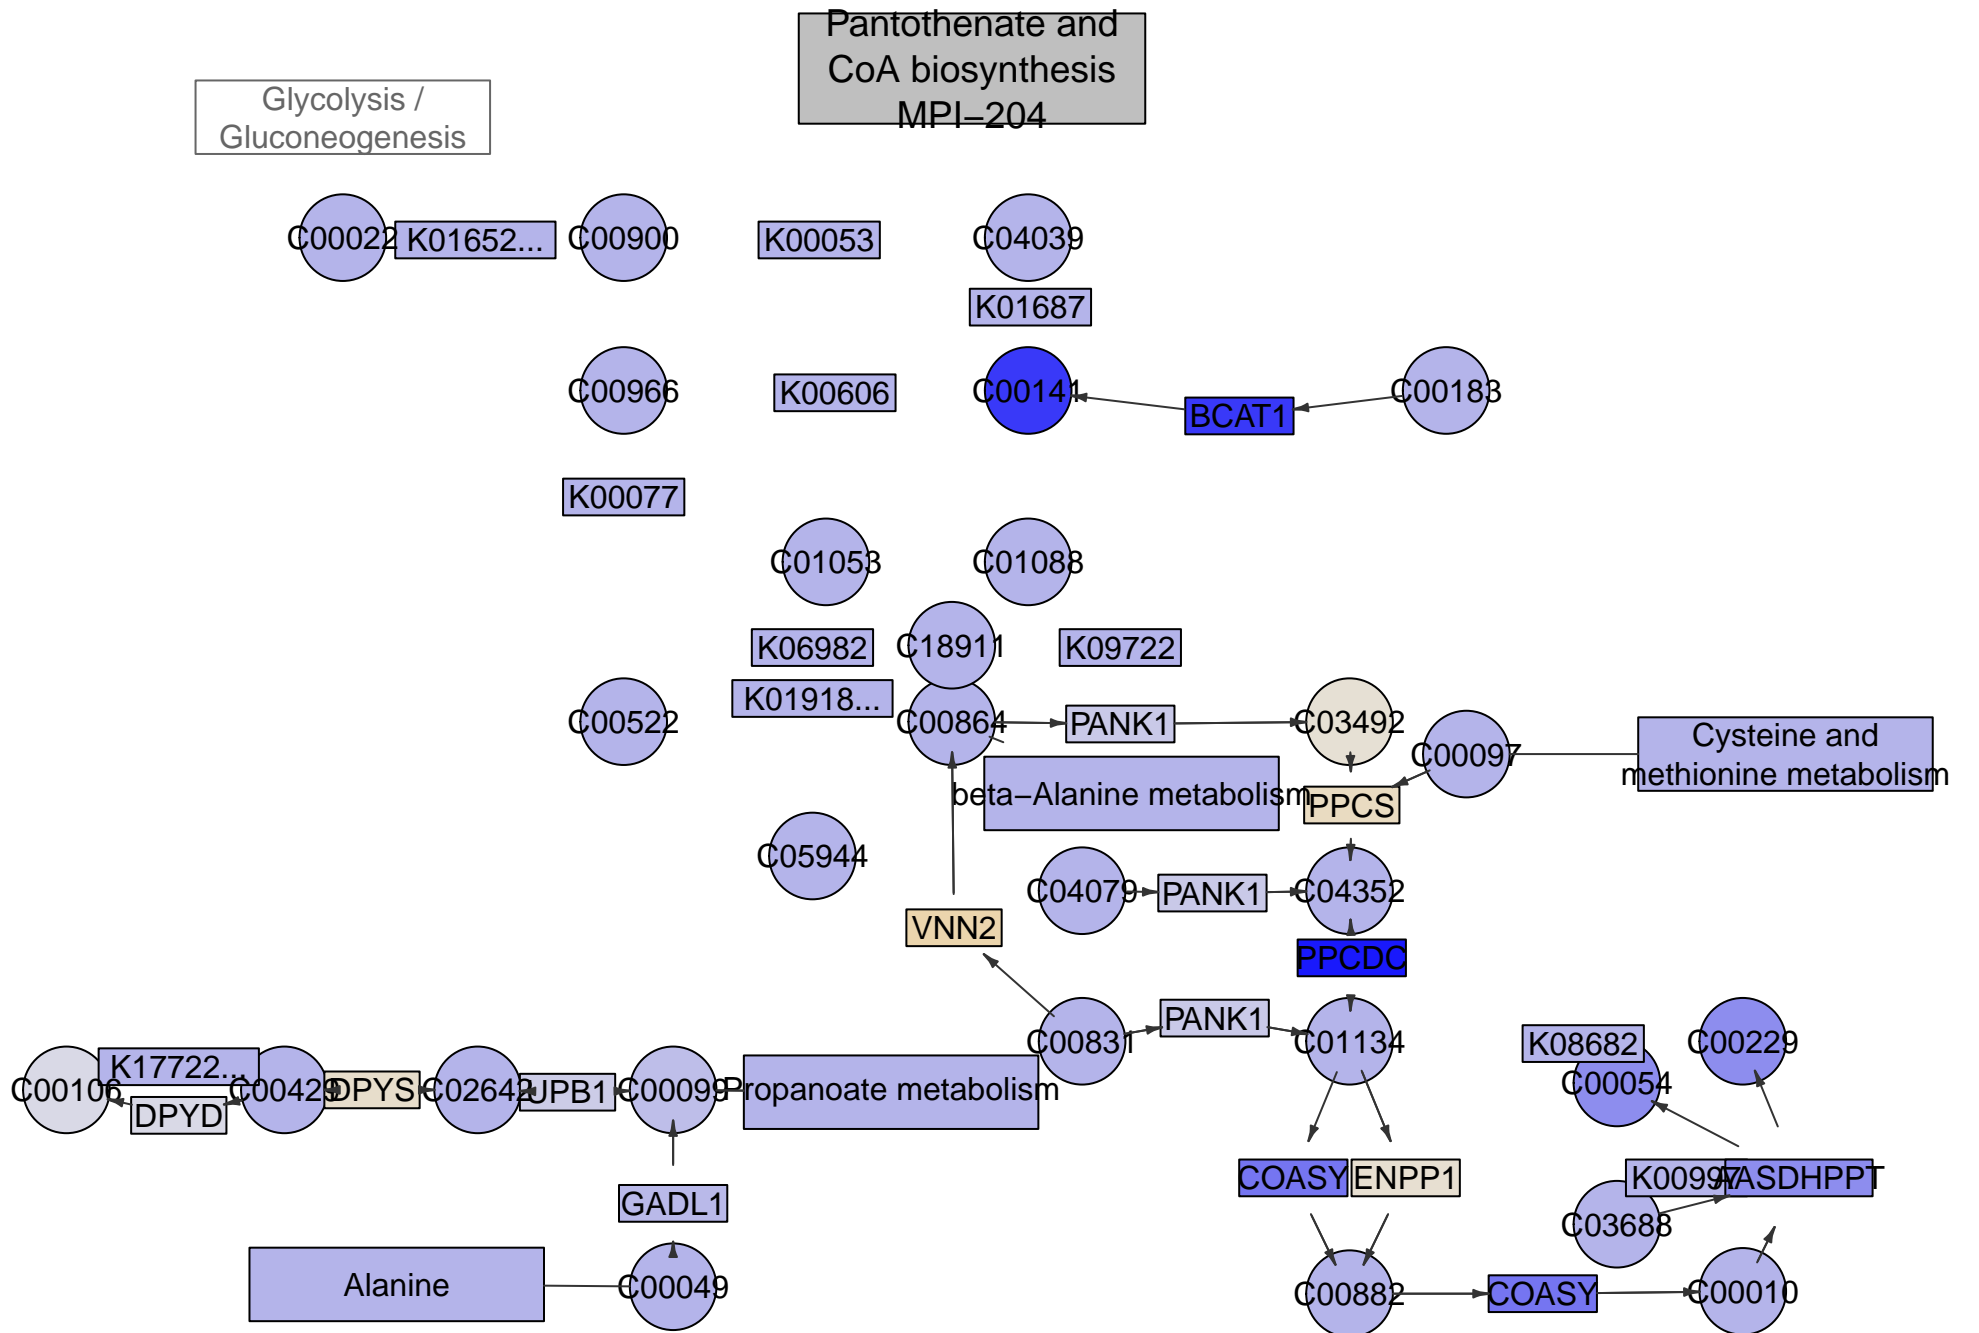 Pantothenate and
CoA biosynthesis
MPI−204
Glycolysis /
Gluconeogenesis
C00022
K01652...
C00900
K00053
C04039
K01687
C00966
K00606
C00141
BCAT1
C00183
K00077
C01053
C01088
K06982
C18911
K09722
K01918...
C00522
C00864
PANK1
C03492
C00097
Cysteine and
methionine metabolism
beta−Alanine metabolism
PPCS
C05944
C04079
PANK1
C04352
VNN2
PPCDC
C00831
PANK1
C01134
K08682
C00229
C00054
C00106
K17722...
DPYD
C00429
DPYS
C02642
UPB1
C00099
Propanoate metabolism
COASY
ENPP1
K00997
AASDHPPT
GADL1
C03688
Alanine
C00049
C00882
COASY
C00010